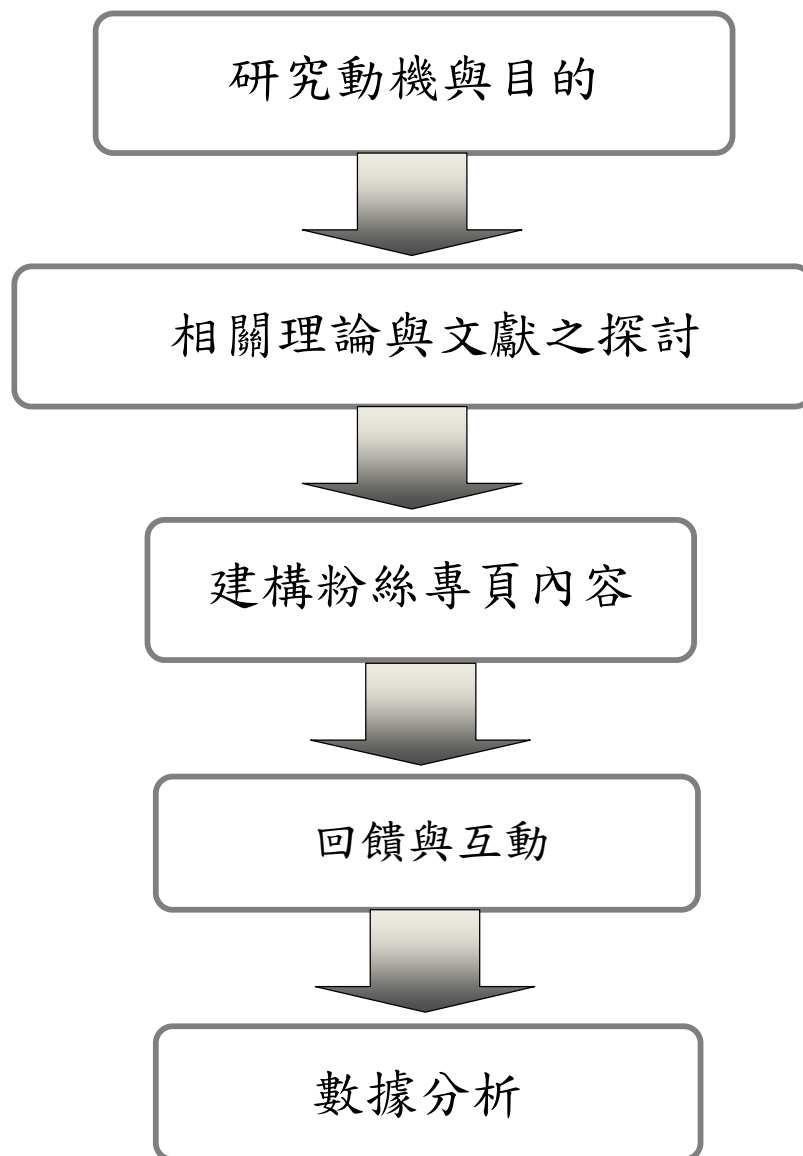 研究動機與目的
相關理論與文獻之探討
建構粉絲專頁內容
回饋與互動
數據分析